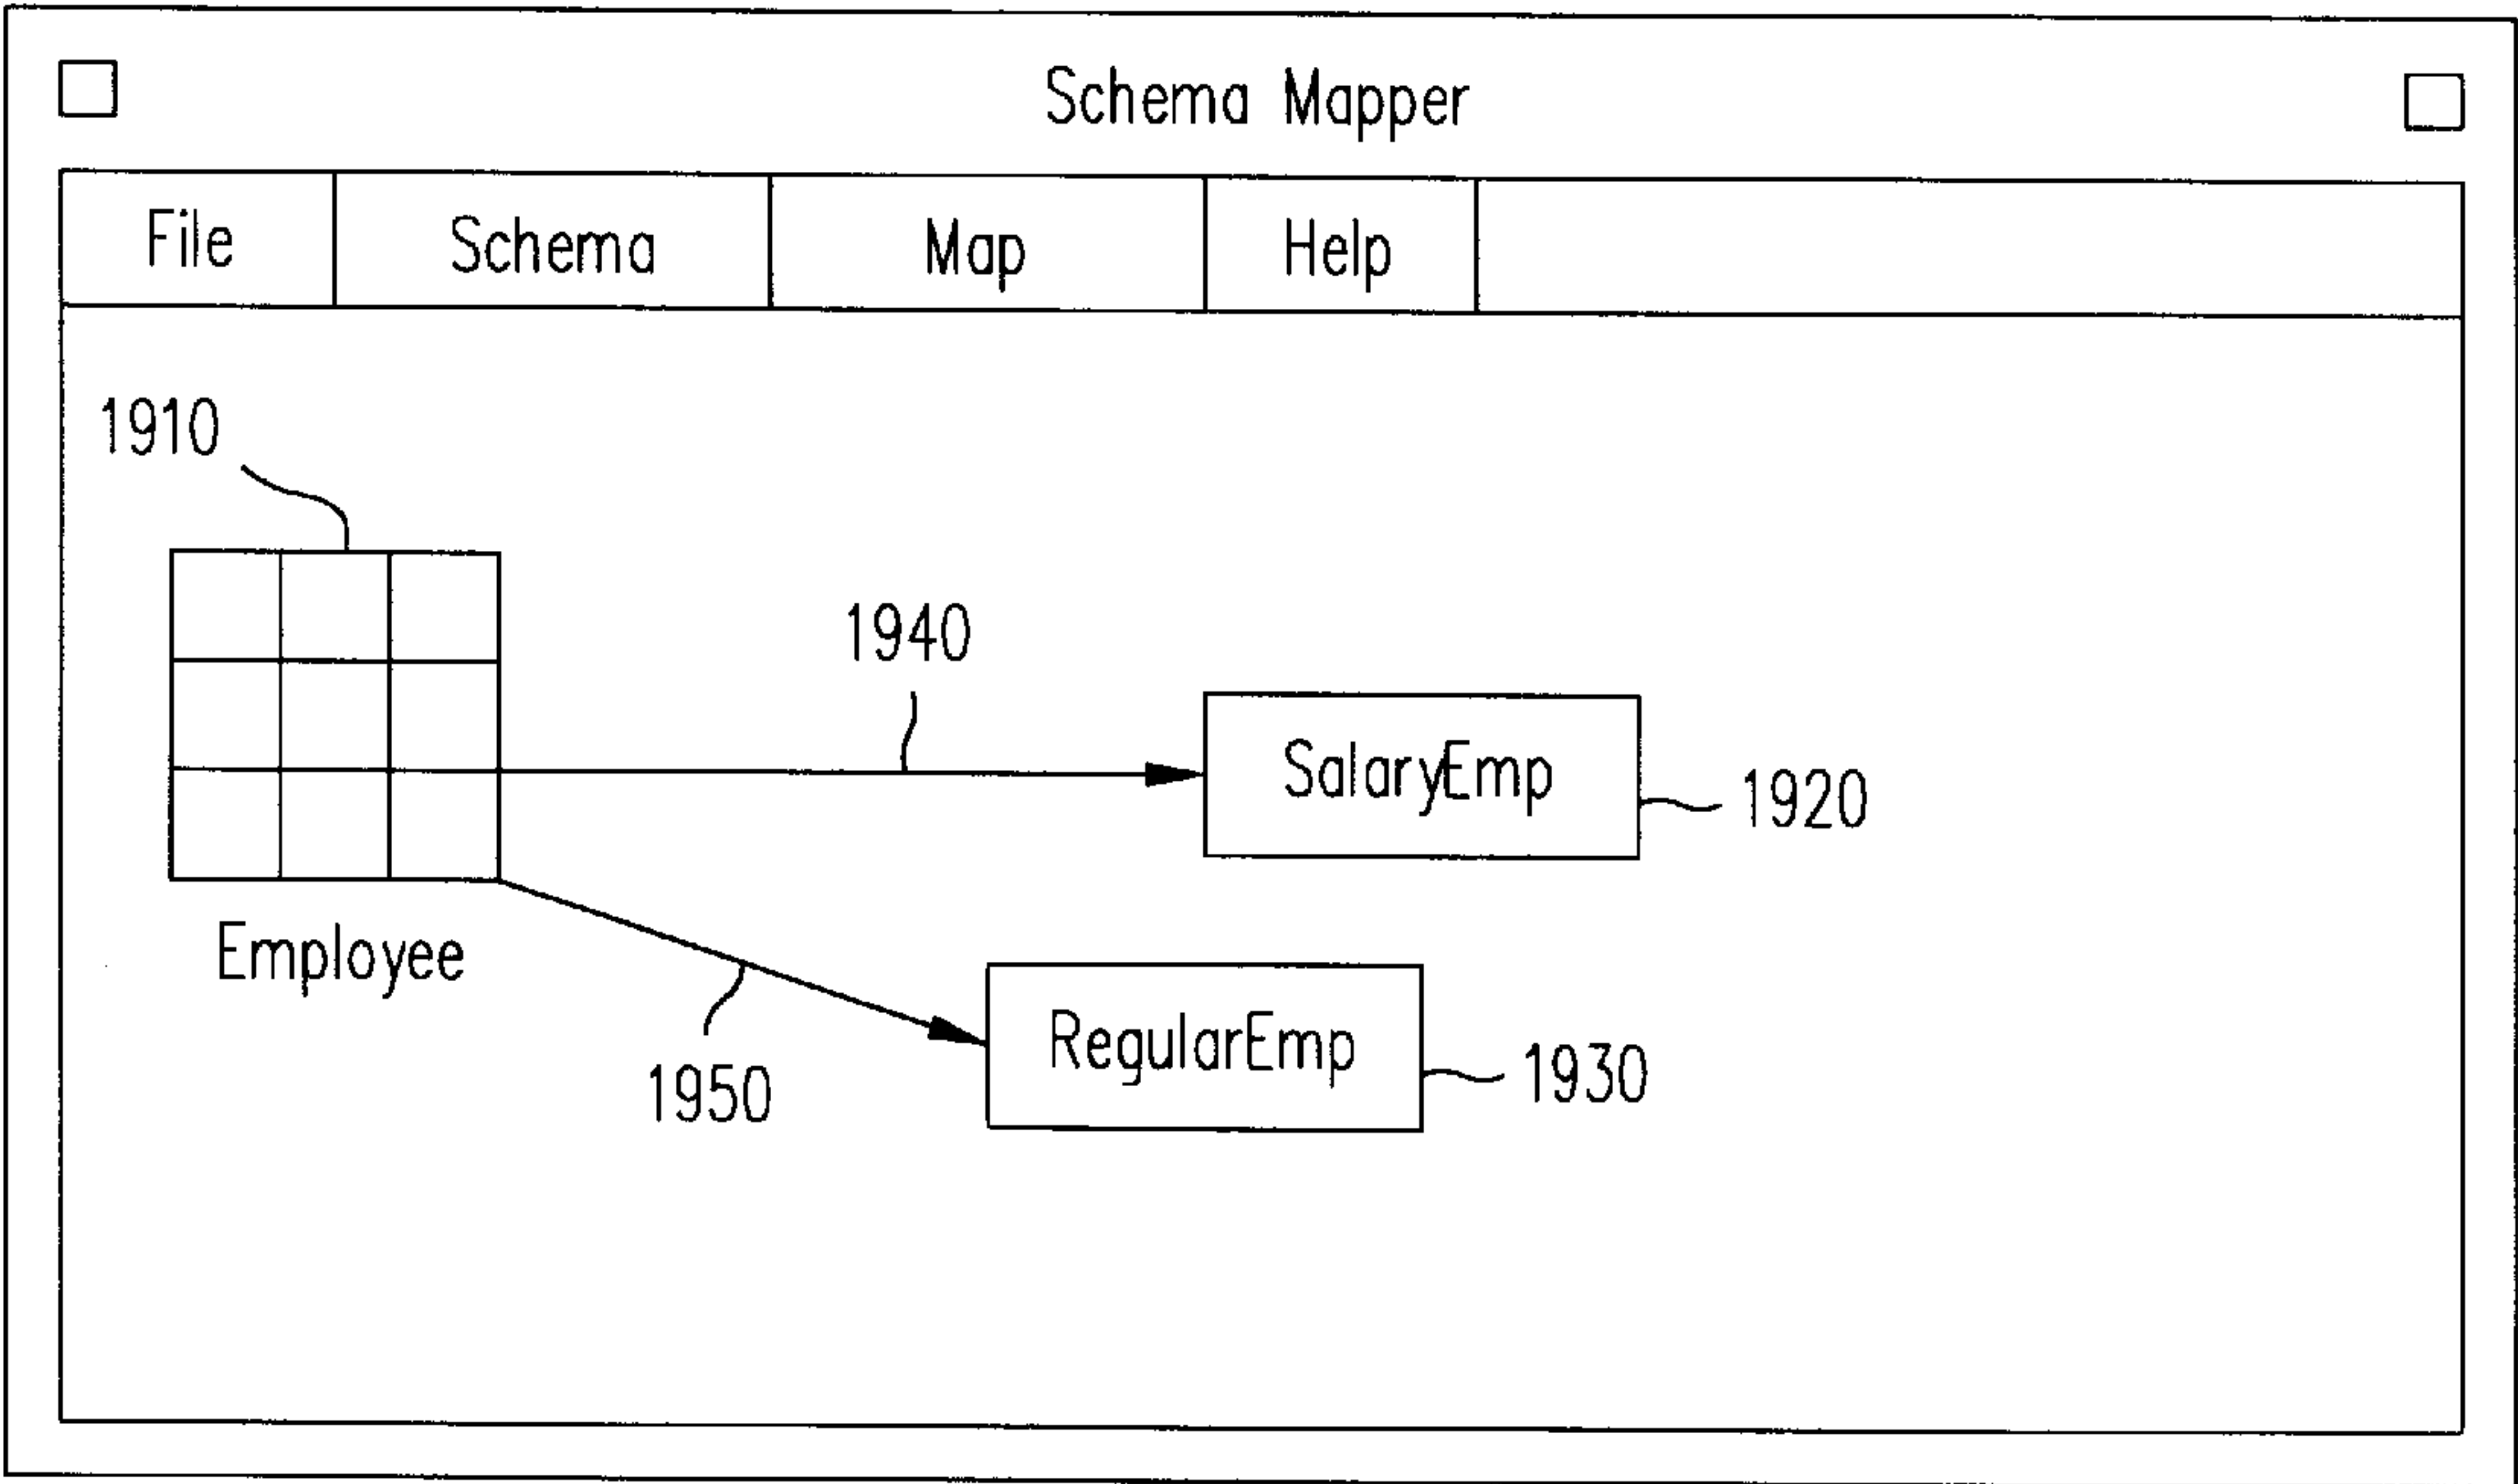 Schema Mapper
File Schema Map Help
1910
1940
SalaryEmp 1920
Employee
RegularEmp 1930
1950